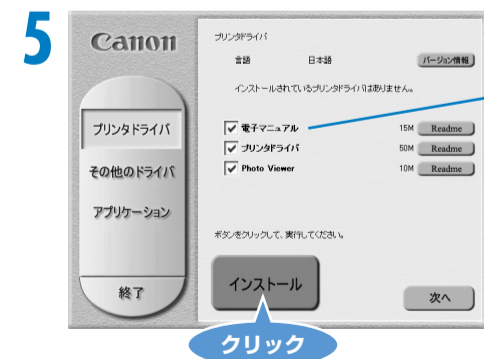 5
Canon
プリンタドライバ
言語 日本語 バージョン情報
インストールされているプリンタドライバはありません。
プリンタドライバ
電子マニュアル 15M Readme
プリンタドライバ 50M Readme
Photo Viewer 10M Readme
その他のドライバ
アプリケーション
ボタンをクリックして、実行してください。
インストール
終了
次へ
クリック